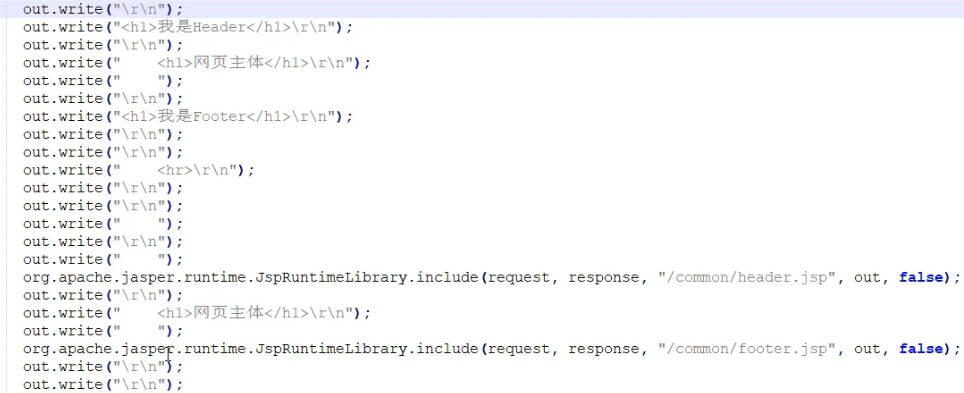 out.write("\r\n");
out.write("<h1>我是Header</h1>\r\n");
out.write("\r\n");
out.write("    <h1>网页主体</h1>\r\n");
out.write("    ");
out.write("\r\n");
out.write("<h1>我是Footer</h1>\r\n");
out.write("\r\n");
out.write("\r\n");
out.write("    <hr>\r\n");
out.write("\r\n");
out.write("\r\n");
out.write("    ");
out.write("\r\n");
out.write("    ");
org.apache.jasper.runtime.JspRuntimeLibrary.include(request, response, "/common/header.jsp", out, false);
out.write("\r\n");
out.write("    <h1>网页主体</h1>\r\n");
out.write("    ");
org.apache.jasper.runtime.JspRuntimeLibrary.include(request, response, "/common/footer.jsp", out, false);
out.write("\r\n");
out.write("\r\n");